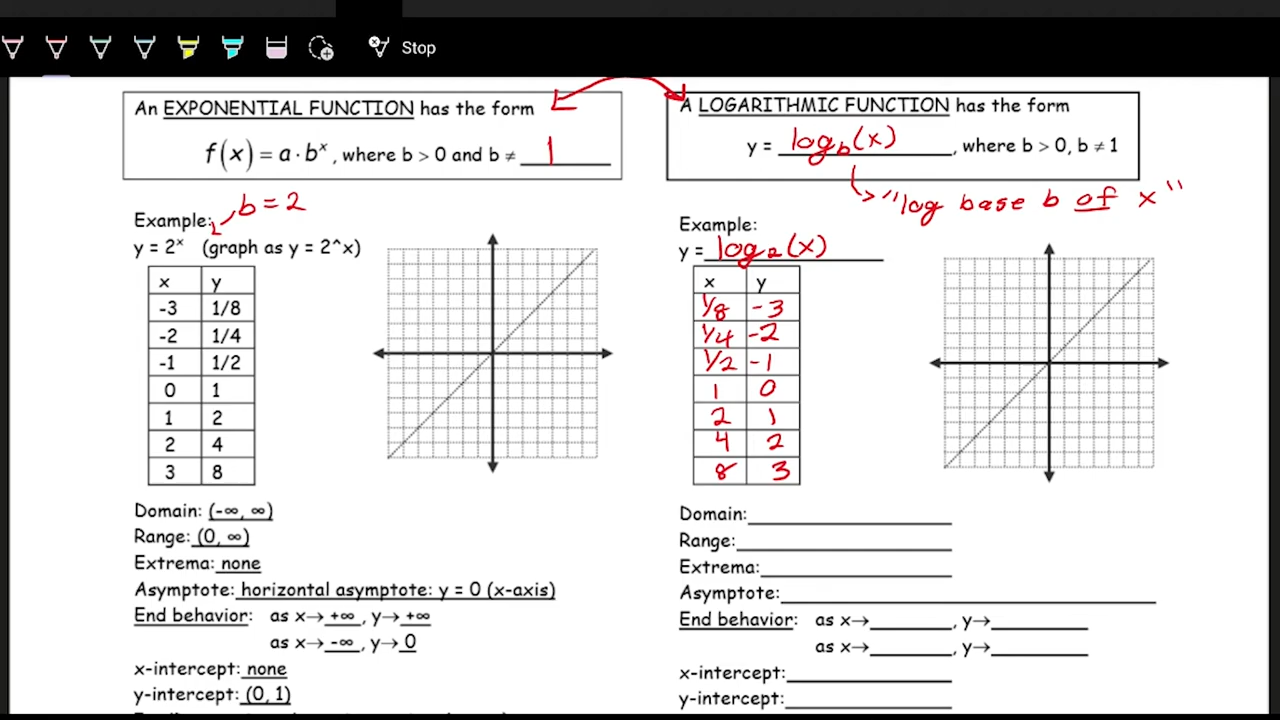 Stop
An EXPONENTIAL FUNCTION has the form
f(x) = a · bˣ, where b > 0 and b ≠ 1
Example:
b = 2
y = 2ˣ (graph as y = 2^x)
x y
-3 1/8
-2 1/4
-1 1/2
0 1
1 2
2 4
3 8
Domain: (-∞, ∞)
Range: (0, ∞)
Extrema: none
Asymptote: horizontal asymptote: y = 0 (x-axis)
End behavior: as x→ +∞, y→ +∞
as x→ -∞, y→ 0
x-intercept: none
y-intercept: (0, 1)
A LOGARITHMIC FUNCTION has the form
y = log_b(x), where b > 0, b ≠ 1
"log base b of x"
Example:
y = log₂(x)
x y
1/8 -3
1/4 -2
1/2 -1
1 0
2 1
4 2
8 3
Domain:
Range:
Extrema:
Asymptote:
End behavior: as x→ , y→
as x→ , y→
x-intercept:
y-intercept: